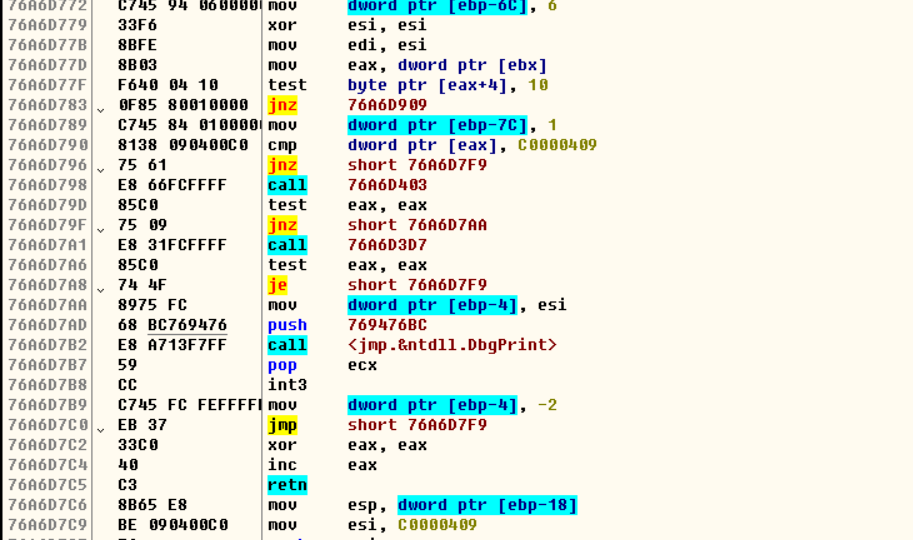 76A6D772 C745 94 0600000 mov dword ptr [ebp-6C], 6
76A6D779 33F6 xor esi, esi
76A6D77B 8BFE mov edi, esi
76A6D77D 8B03 mov eax, dword ptr [ebx]
76A6D77F F640 04 10 test byte ptr [eax+4], 10
76A6D783 0F85 80010000 jnz 76A6D909
76A6D789 C745 84 010000 mov dword ptr [ebp-7C], 1
76A6D790 8138 090400C0 cmp dword ptr [eax], C0000409
76A6D796 75 61 jnz short 76A6D7F9
76A6D798 E8 66FCFFFF call 76A6D403
76A6D79D 85C0 test eax, eax
76A6D79F 75 09 jnz short 76A6D7AA
76A6D7A1 E8 31FCFFFF call 76A6D3D7
76A6D7A6 85C0 test eax, eax
76A6D7A8 74 4F je short 76A6D7F9
76A6D7AA 8975 FC mov dword ptr [ebp-4], esi
76A6D7AD 68 BC769476 push 769476BC
76A6D7B2 E8 A713F7FF call <jmp.&ntdll.DbgPrint>
76A6D7B7 59 pop ecx
76A6D7B8 CC int3
76A6D7B9 C745 FC FEFFFF mov dword ptr [ebp-4], -2
76A6D7C0 EB 37 jmp short 76A6D7F9
76A6D7C2 33C0 xor eax, eax
76A6D7C4 40 inc eax
76A6D7C5 C3 retn
76A6D7C6 8B65 E8 mov esp, dword ptr [ebp-18]
76A6D7C9 BE 090400C0 mov esi, C0000409